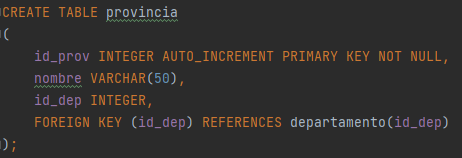 CREATE TABLE provincia
(
id_prov INTEGER AUTO_INCREMENT PRIMARY KEY NOT NULL,
nombre VARCHAR(50),
id_dep INTEGER,
FOREIGN KEY (id_dep) REFERENCES departamento(id_dep)
);